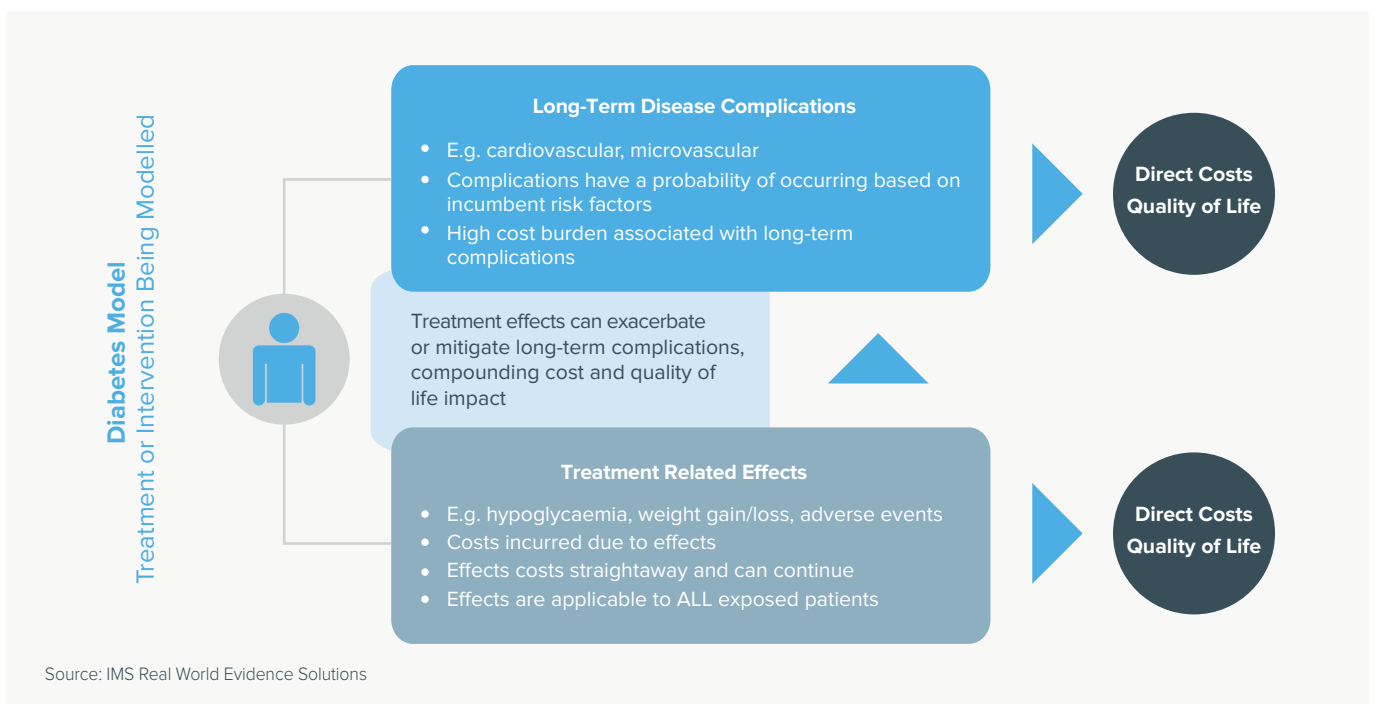 Diabetes Model
Treatment or Intervention Being Modelled
Long-Term Disease Complications
• E.g. cardiovascular, microvascular
• Complications have a probability of occurring based on
incumbent risk factors
• High cost burden associated with long-term
complications
Direct Costs
Quality of Life
Treatment effects can exacerbate
or mitigate long-term complications,
compounding cost and quality of
life impact
Treatment Related Effects
• E.g. hypoglycaemia, weight gain/loss, adverse events
• Costs incurred due to effects
• Effects costs straightaway and can continue
• Effects are applicable to ALL exposed patients
Direct Costs
Quality of Life
Source: IMS Real World Evidence Solutions